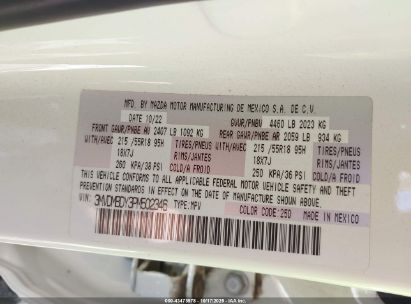 MFD. BY MAZDA MOTOR MANUFACTURING DE MEXICO S.A. DE C.V.
DATE 10/22 GVWR/PNBV 4460 LB 2023 KG
FRONT GAWR/PNBE AV 2407 LB 1092 KG REAR GAWR/PNBE AR 2059 LB 934 KG
WITH/AVEC 215/55R18 95H TIRES/PNEUS WITH/AVEC 215/55R18 95H TIRES/PNEUS
18X7J RIMS/JANTES 18X7J RIMS/JANTES
250 KPA/36 PSI COLD/A FROID 250 KPA/36 PSI COLD/A FROID
THIS VEHICLE CONFORMS TO ALL APPLICABLE FEDERAL MOTOR VEHICLE SAFETY AND THEFT
PREVENTION STANDARDS IN EFFECT ON THE DATE OF MANUFACTURE SHOWN ABOVE.
VIN: TYPE:MPV
COLOR CODE:25D MADE IN MEXICO